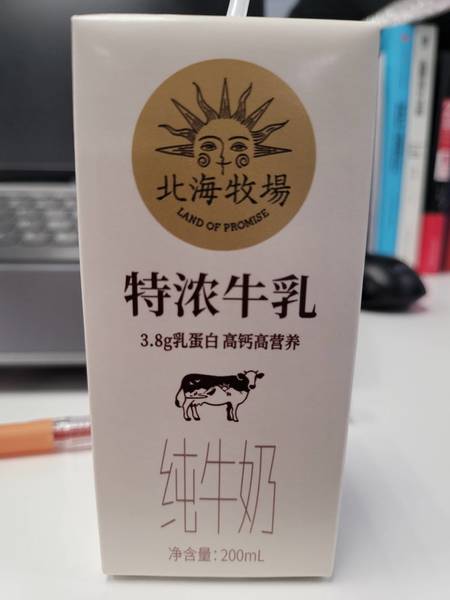 北海牧場
LAND OF PROMISE
特浓牛乳
3.8g乳蛋白 高钙高营养
纯牛奶
净含量:200mL